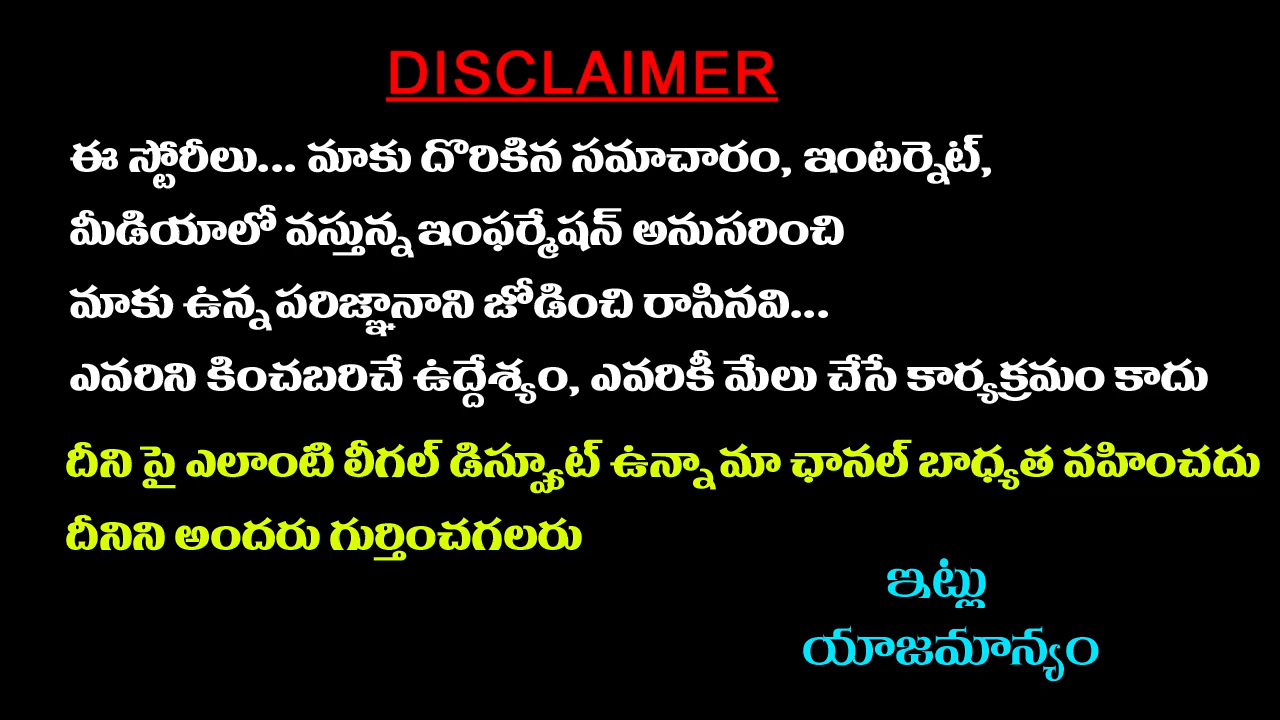 DISCLAIMER
ఈ స్టోరీలు... మాకు దొరికిన సమాచారం, ఇంటర్నెట్,
మీడియాలో వస్తున్న ఇంఫర్మేషన్ అనుసరించి
మాకు ఉన్న పరిజ్ఞానాని జోడించి రాసినవి...
ఎవరిని కించబరిచే ఉద్దేశ్యం, ఎవరికీ మేలు చేసే కార్యక్రమం కాదు
దీని పై ఎలాంటి లీగల్ డిస్ప్యూట్ ఉన్నా మా ఛానల్ బాధ్యత వహించదు
దీనిని అందరు గుర్తించగలరు
ఇట్లు
యాజమాన్యం